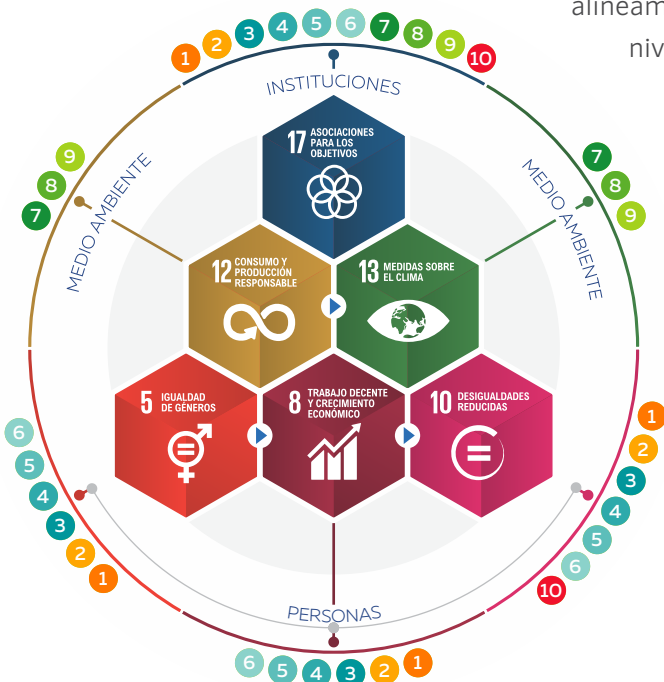 alineam
niv
1 2 3 4 5 6 7 8 9 10
INSTITUCIONES
17 ASOCIACIONES
PARA LOS
OBJETIVOS
7 8 9
MEDIO AMBIENTE
7
8
9
MEDIO AMBIENTE
12 CONSUMO Y
PRODUCCIÓN
RESPONSABLE
13 MEDIDAS SOBRE
EL CLIMA
5 IGUALDAD
DE GÉNEROS
8 TRABAJO DECENTE
Y CRECIMIENTO
ECONÓMICO
10 DESIGUALDADES
REDUCIDAS
6
5
4
3
2
1
1
2
3
4
5
6
10
PERSONAS
6 5 4 3 2 1